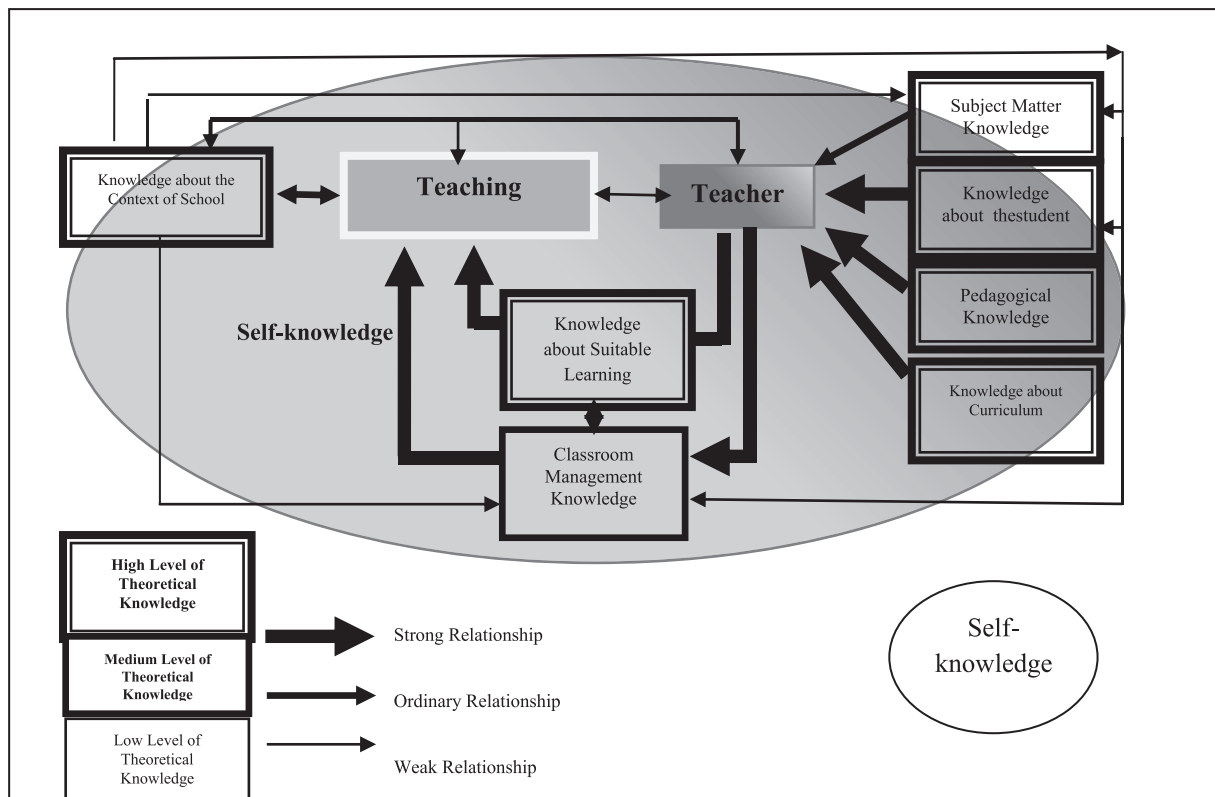 Subject Matter
Knowledge
Knowledge about the
Context of School
Teaching
Teacher
Knowledge
about thestudent
Pedagogical
Knowledge
Self-knowledge
Knowledge
about Suitable
Learning
Knowledge about
Curriculum
Classroom
Management
Knowledge
High Level of
Theoretical
Knowledge
Strong Relationship
Medium Level of
Theoretical
Knowledge
Ordinary Relationship
Low Level of
Theoretical
Knowledge
Weak Relationship
Self-
knowledge